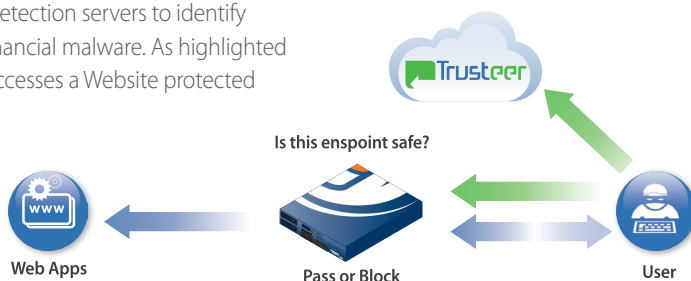 etection servers to identify
nancial malware. As highlighted
ccesses a Website protected
Trusteer
Is this enspoint safe?
www
Web Apps
Pass or Block
User